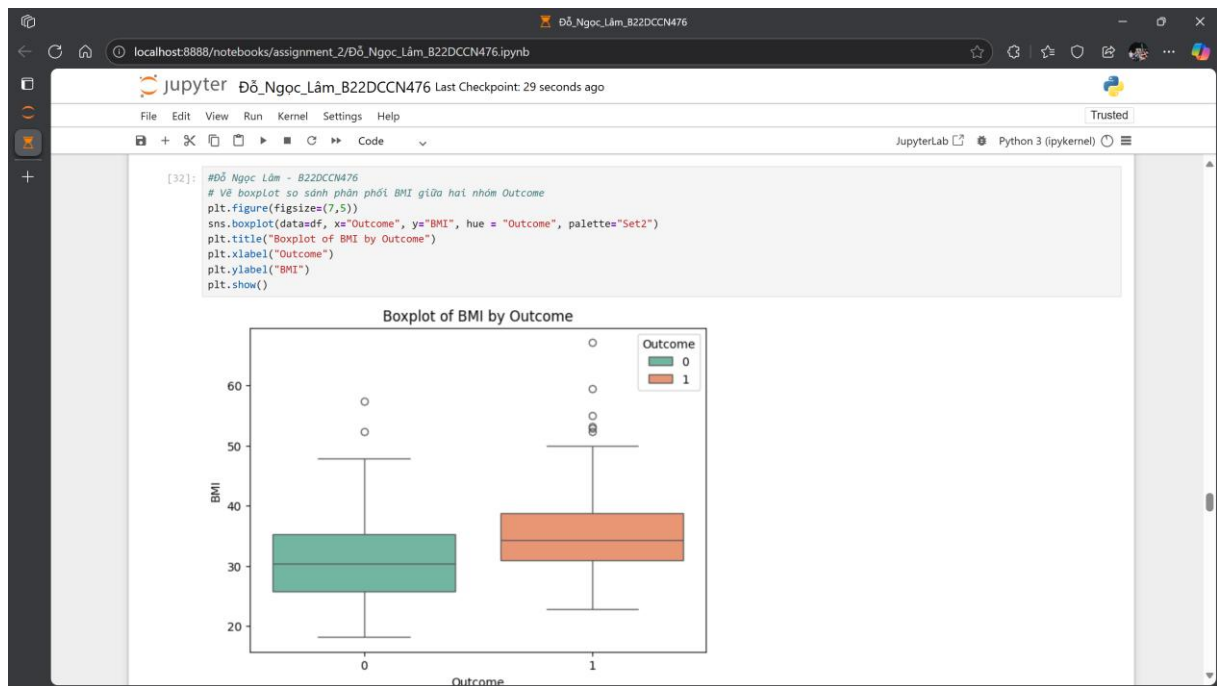 Đỗ_Ngọc_Lâm_B22DCCN476
localhost:8888/notebooks/assignment_2/Đỗ_Ngọc_Lâm_B22DCCN476.ipynb
jupyter Đỗ_Ngọc_Lâm_B22DCCN476 Last Checkpoint: 29 seconds ago
File Edit View Run Kernel Settings Help
Trusted
Code
JupyterLab Python 3 (ipykernel)
[32]: #Đỗ Ngọc Lâm - B22DCCN476
# Vẽ boxplot so sánh phân phối BMI giữa hai nhóm Outcome
plt.figure(figsize=(7,5))
sns.boxplot(data=df, x="Outcome", y="BMI", hue = "Outcome", palette="Set2")
plt.title("Boxplot of BMI by Outcome")
plt.xlabel("Outcome")
plt.ylabel("BMI")
plt.show()
Boxplot of BMI by Outcome
Outcome
0
1
60
50
40
30
20
BMI
0 1
Outcome